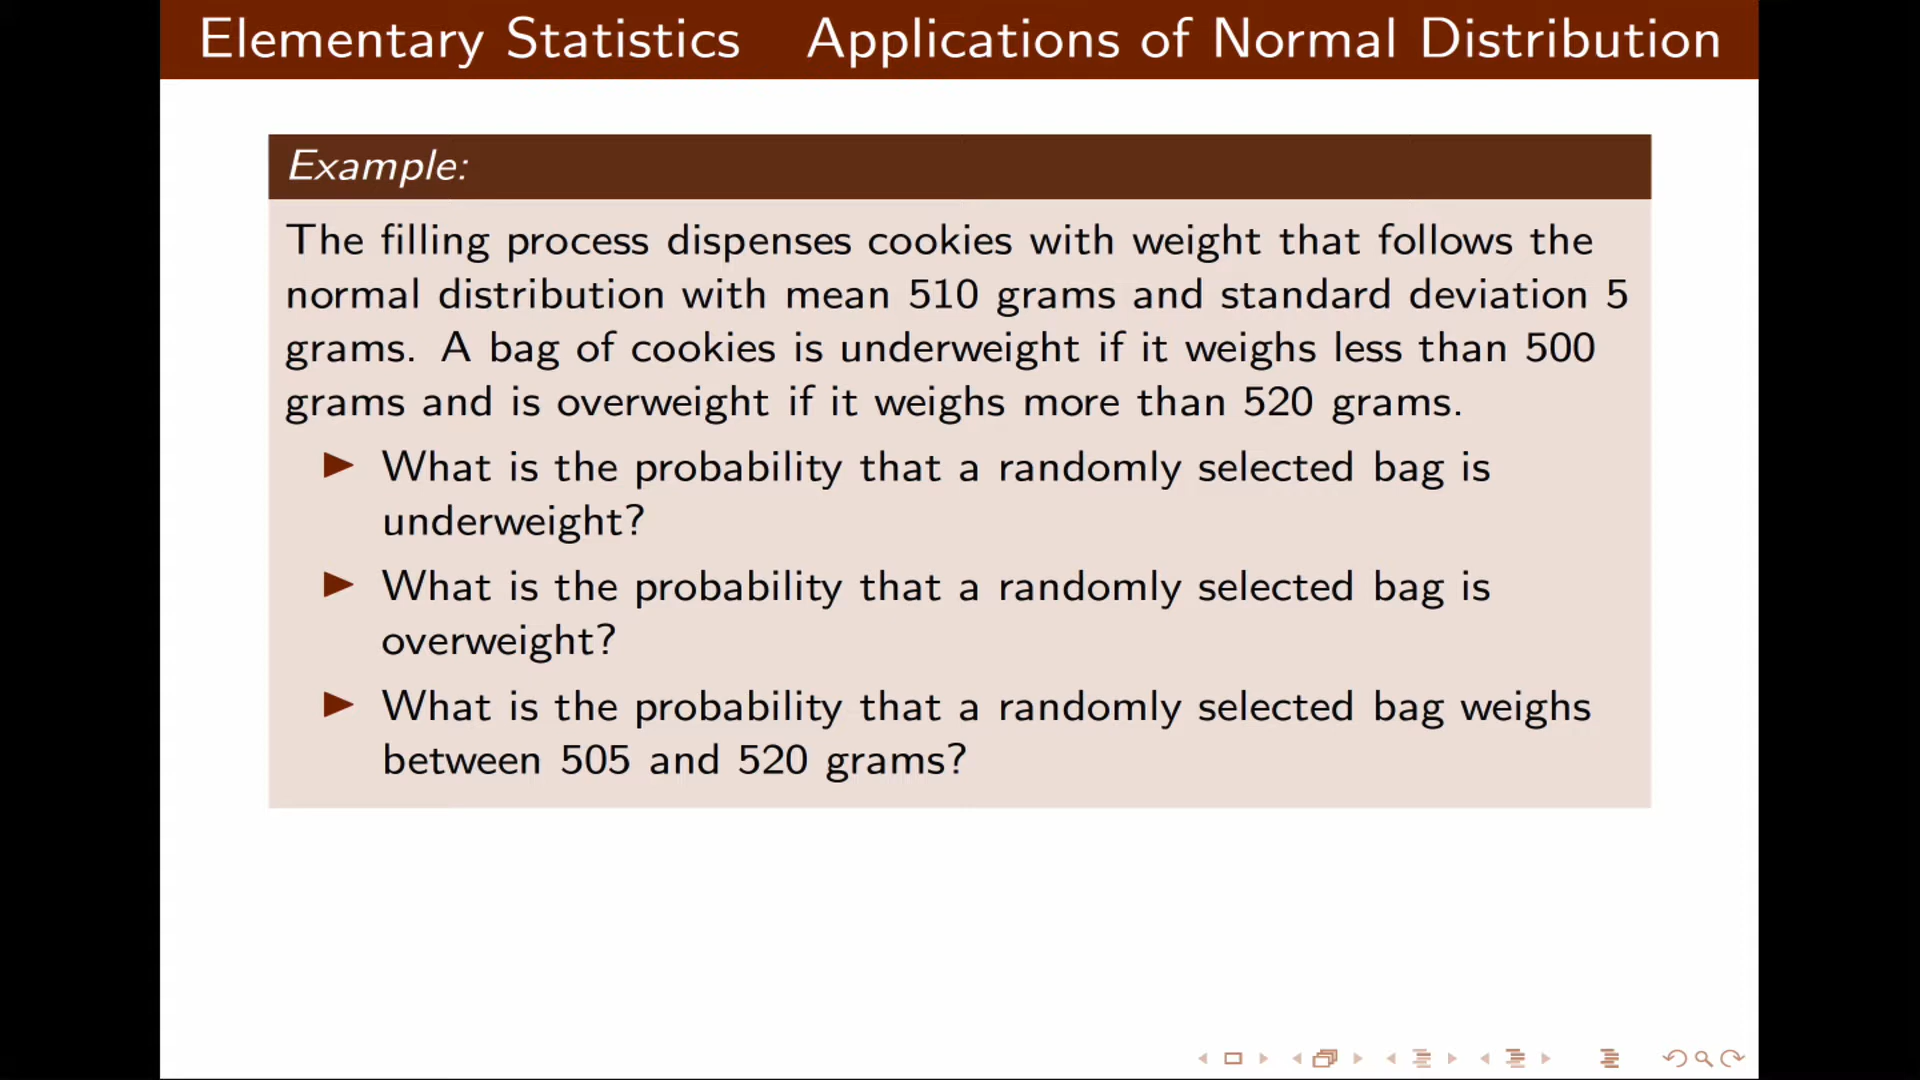 Elementary Statistics Applications of Normal Distribution
Example:
The filling process dispenses cookies with weight that follows the
normal distribution with mean 510 grams and standard deviation 5
grams. A bag of cookies is underweight if it weighs less than 500
grams and is overweight if it weighs more than 520 grams.
What is the probability that a randomly selected bag is
underweight?
What is the probability that a randomly selected bag is
overweight?
What is the probability that a randomly selected bag weighs
between 505 and 520 grams?